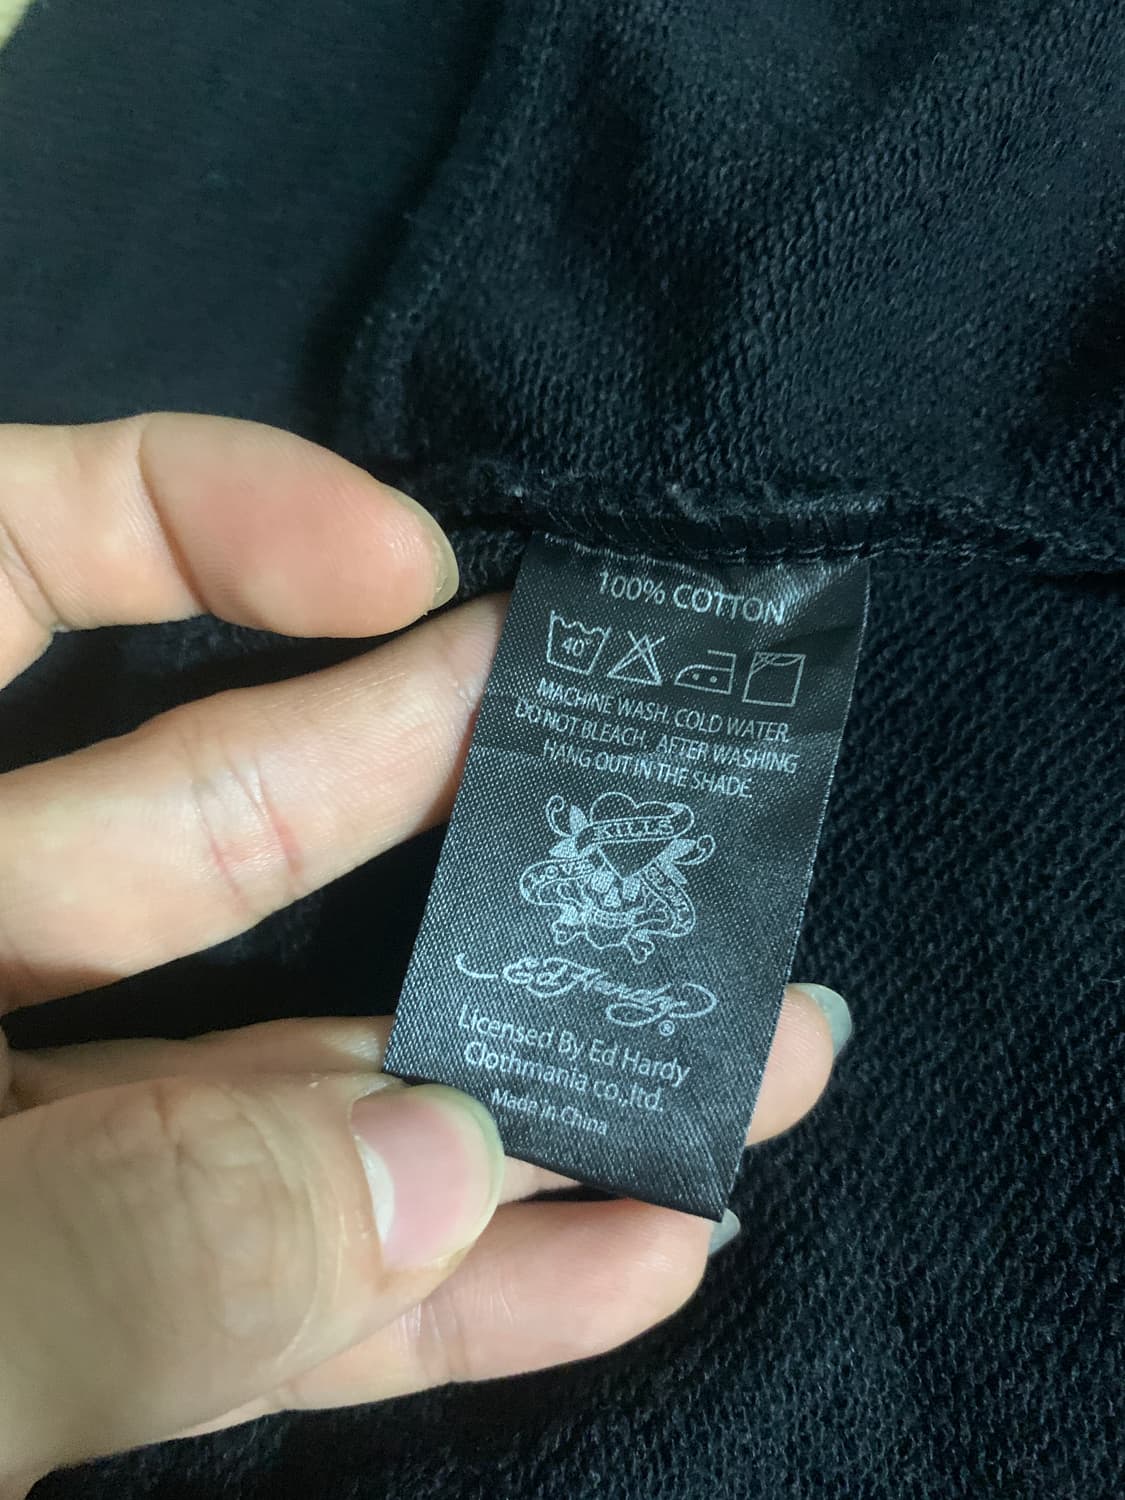 100% COTTON
40°
MACHINE WASH, COLD WATER,
DO NOT BLEACH, AFTER WASHING
HANG OUT IN THE SHADE
KILLS
Ed Hardy ®
Licensed By Ed Hardy
Clothmania co.,ltd.
Made in China